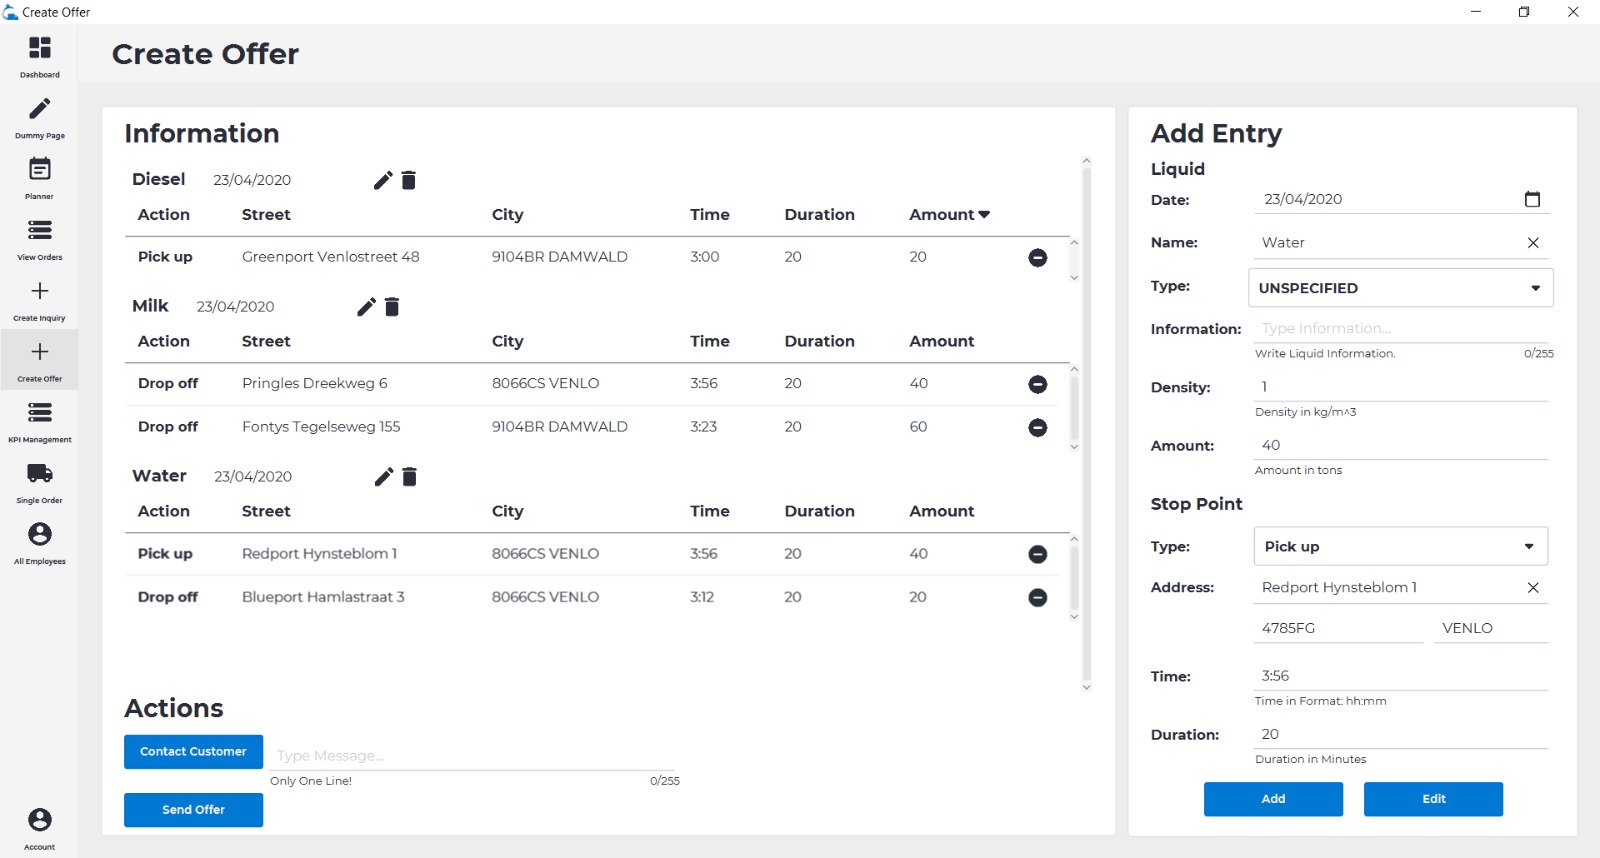 Create Offer
Dashboard
Dummy Page
Planner
View Orders
Create Inquiry
Create Offer
KPI Management
Single Order
All Employees
Account
Create Offer
Information
Diesel 23/04/2020
Action Street City Time Duration Amount
Pick up Greenport Venlostreet 48 9104BR DAMWALD 3:00 20 20
Milk 23/04/2020
Action Street City Time Duration Amount
Drop off Pringles Dreekweg 6 8066CS VENLO 3:56 20 40
Drop off Fontys Tegelseweg 155 9104BR DAMWALD 3:23 20 60
Water 23/04/2020
Action Street City Time Duration Amount
Pick up Redport Hynsteblom 1 8066CS VENLO 3:56 20 40
Drop off Blueport Hamlastraat 3 8066CS VENLO 3:12 20 20
Actions
Contact Customer Type Message...
Only One Line! 0/255
Send Offer
Add Entry
Liquid
Date: 23/04/2020
Name: Water
Type: UNSPECIFIED
Information: Type Information...
Write Liquid Information. 0/255
Density: 1
Density in kg/m^3
Amount: 40
Amount in tons
Stop Point
Type: Pick up
Address: Redport Hynsteblom 1
4785FG VENLO
Time: 3:56
Time in Format: hh:mm
Duration: 20
Duration in Minutes
Add Edit